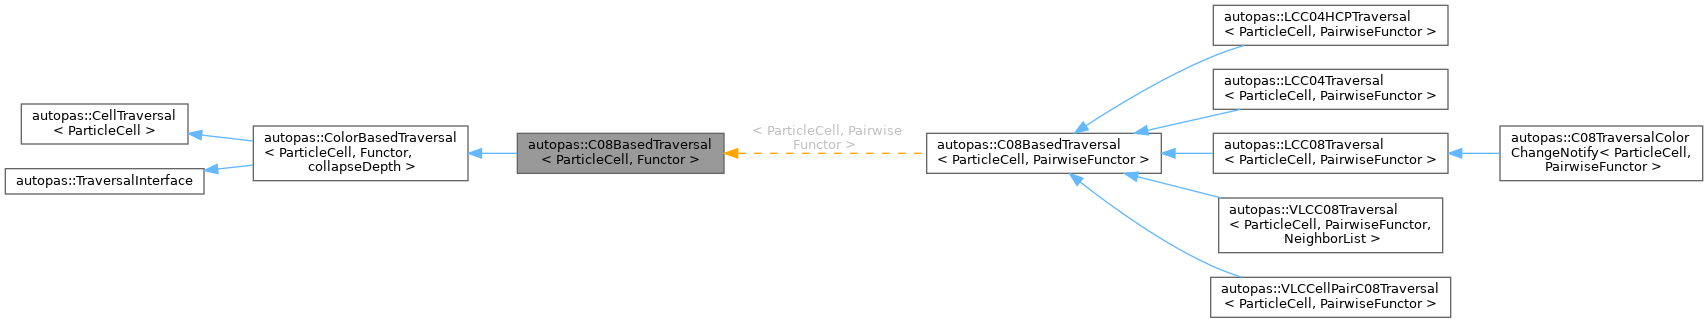 autopas::CellTraversal
< ParticleCell >
autopas::TraversalInterface
autopas::ColorBasedTraversal
< ParticleCell, Functor,
collapseDepth >
autopas::C08BasedTraversal
< ParticleCell, Functor >
< ParticleCell, Pairwise
Functor >
autopas::C08BasedTraversal
< ParticleCell, PairwiseFunctor >
autopas::LCC04HCPTraversal
< ParticleCell, PairwiseFunctor >
autopas::LCC04Traversal
< ParticleCell, PairwiseFunctor >
autopas::LCC08Traversal
< ParticleCell, PairwiseFunctor >
autopas::VLCC08Traversal
< ParticleCell, PairwiseFunctor,
NeighborList >
autopas::VLCCellPairC08Traversal
< ParticleCell, PairwiseFunctor >
autopas::C08TraversalColor
ChangeNotify< ParticleCell,
PairwiseFunctor >